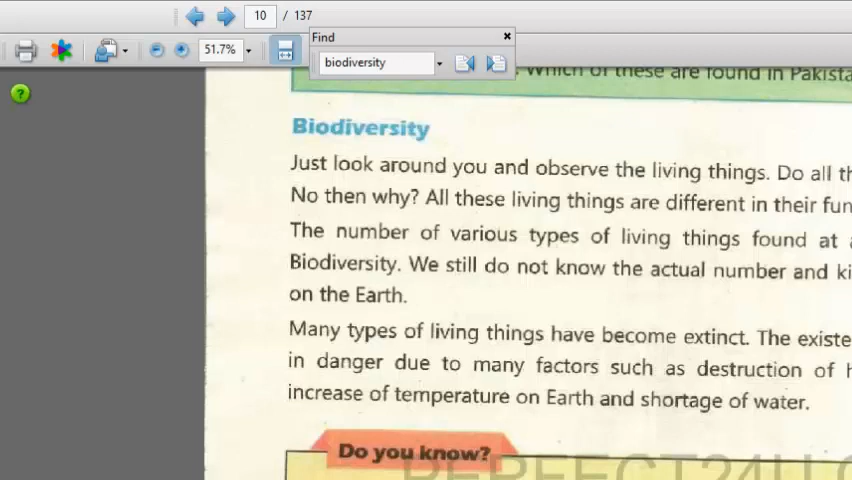 10 / 137
51.7%
Find
biodiversity
Which of these are found in Pakista
Biodiversity
Just look around you and observe the living things. Do all th
No then why? All these living things are different in their fun
The number of various types of living things found at a
Biodiversity. We still do not know the actual number and ki
on the Earth.
Many types of living things have become extinct. The existe
in danger due to many factors such as destruction of h
increase of temperature on Earth and shortage of water.
Do you know?
PERFECT24U.C